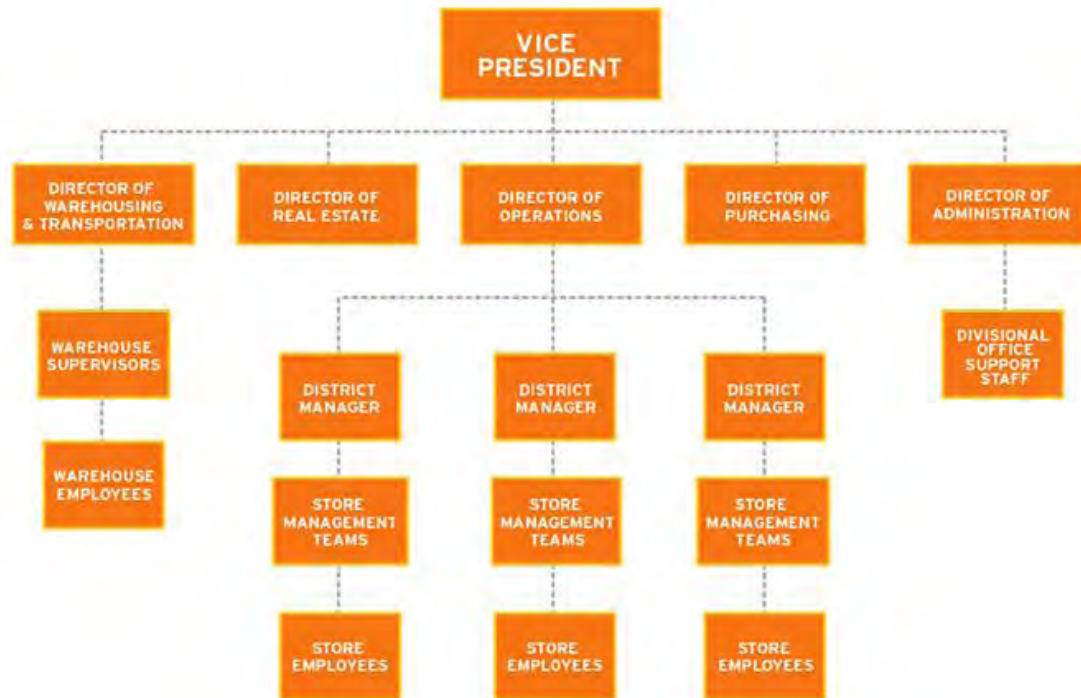 VICE
PRESIDENT
DIRECTOR OF
WAREHOUSING
& TRANSPORTATION
DIRECTOR OF
REAL ESTATE
DIRECTOR OF
OPERATIONS
DIRECTOR OF
PURCHASING
DIRECTOR OF
ADMINISTRATION
WAREHOUSE
SUPERVISORS
WAREHOUSE
EMPLOYEES
DISTRICT
MANAGER
STORE
MANAGEMENT
TEAMS
STORE
EMPLOYEES
DISTRICT
MANAGER
STORE
MANAGEMENT
TEAMS
STORE
EMPLOYEES
DISTRICT
MANAGER
STORE
MANAGEMENT
TEAMS
STORE
EMPLOYEES
DIVISIONAL
OFFICE
SUPPORT
STAFF